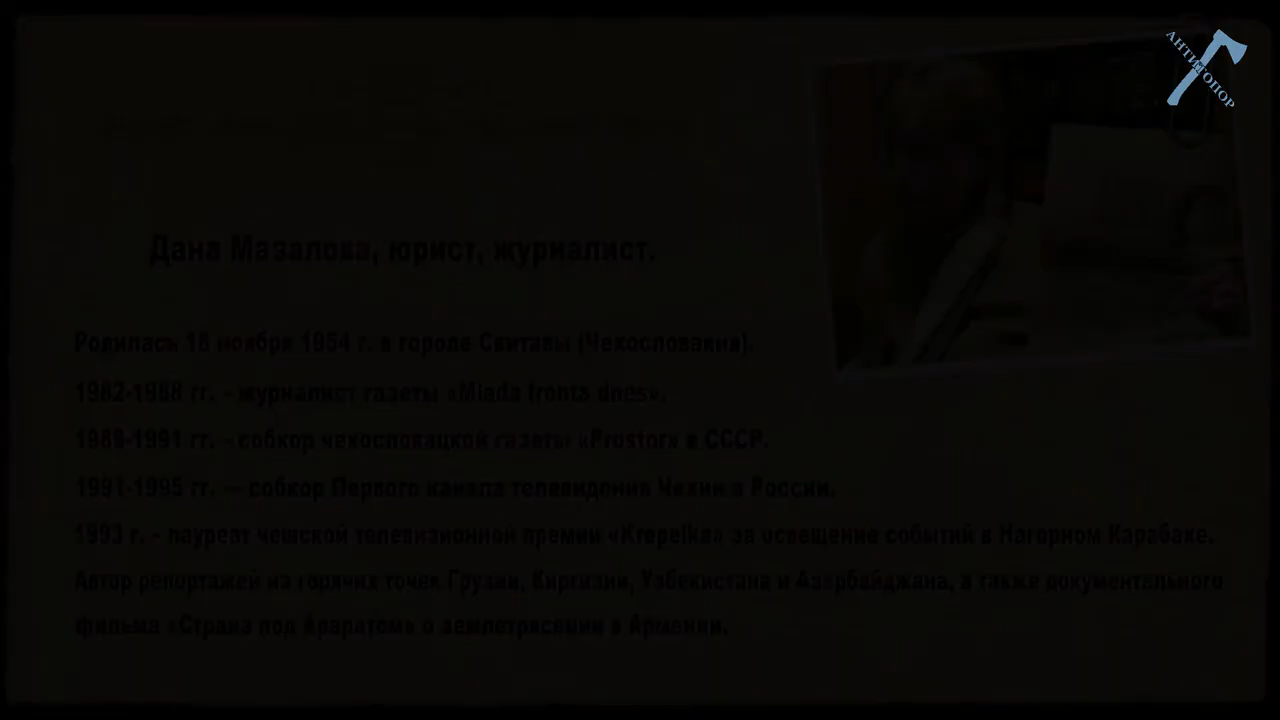 АНТИТОПОР
Дана Мазалова, юрист, журналист.
Родилась 18 ноября 1954 г. в городе Свитавы (Чехословакия).
1982-1988 гг. - журналист газеты «Mlada fronta dnes».
1989-1991 гг. - собкор чехословацкой газеты «Prostor» в СССР.
1991-1995 гг. — собкор Первого канала телевидения Чехии в России.
1993 г. - лауреат чешской телевизионной премии «Krepelka» за освещение событий в Нагорном Карабахе.
Автор репортажей из горячих точек Грузии, Киргизии, Узбекистана и Азербайджана, а также документального
фильма «Страна под Араратом» о землетрясении в Армении.